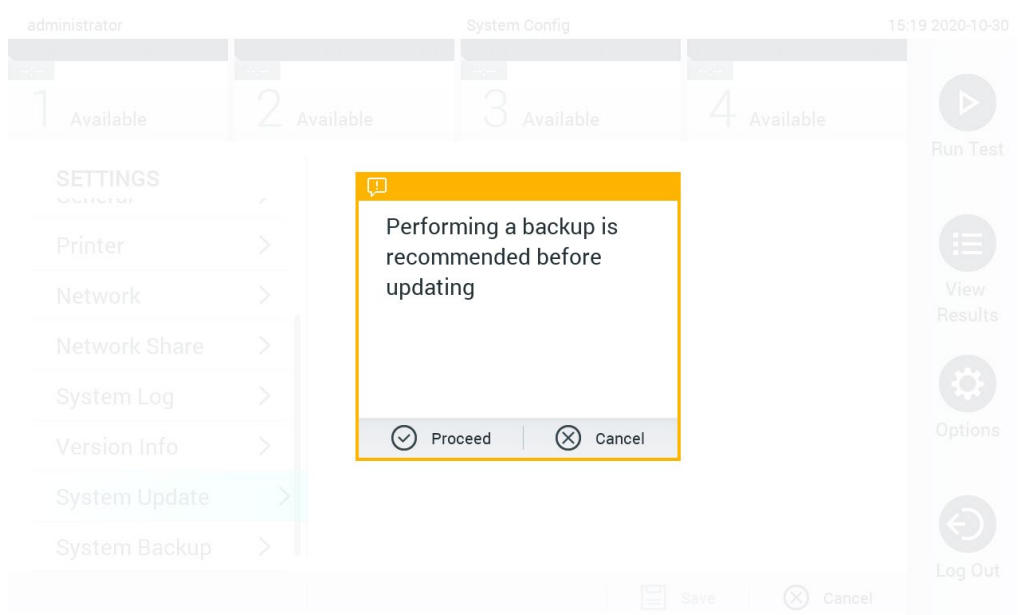 administrator
System Config
15:19 2020-10-30
--:--
--:--
--:--
--:--
1 Available
2 Available
3 Available
4 Available
Run Test
SETTINGS
General
Printer
Network
Network Share
System Log
Version Info
System Update
System Backup
Performing a backup is
recommended before
updating
Proceed
Cancel
View
Results
Options
Log Out
Save
Cancel